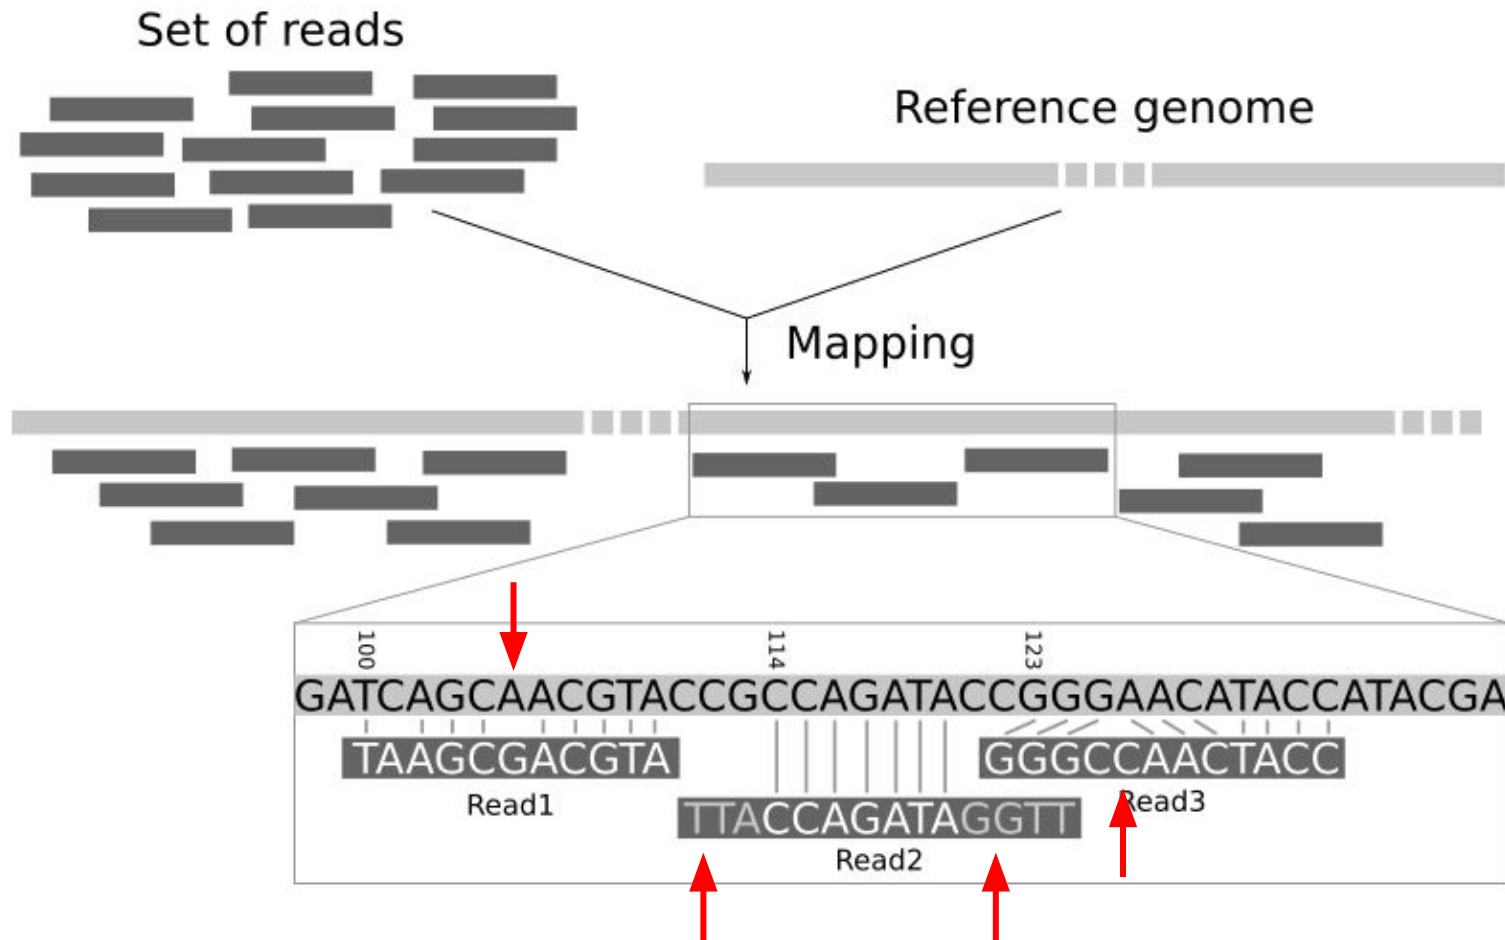 Set of reads
Reference genome
Mapping
100
114
123
GATCAGCAACGTACCGCCAGATACCGGGAACATACCATACGA
TAAGCGACGTA
GGGCCAACTACC
Read1
Read3
TTACCAGATAGGTT
Read2